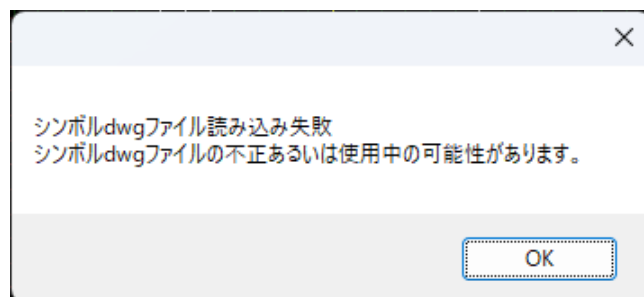 シンボルdwgファイル読み込み失敗
シンボルdwgファイルの不正あるいは使用中の可能性があります。
OK